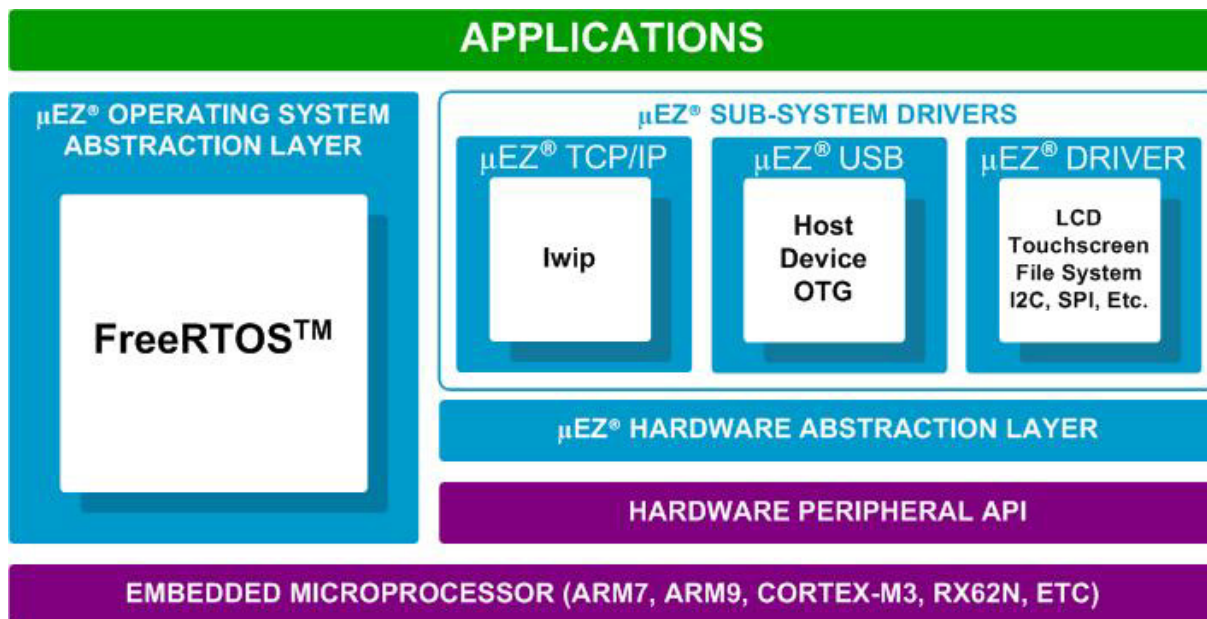 APPLICATIONS
µEZ® OPERATING SYSTEM
ABSTRACTION LAYER
FreeRTOS™
µEZ® SUB-SYSTEM DRIVERS
µEZ® TCP/IP
lwip
µEZ® USB
Host
Device
OTG
µEZ® DRIVER
LCD
Touchscreen
File System
I2C, SPI, Etc.
µEZ® HARDWARE ABSTRACTION LAYER
HARDWARE PERIPHERAL API
EMBEDDED MICROPROCESSOR (ARM7, ARM9, CORTEX-M3, RX62N, ETC)